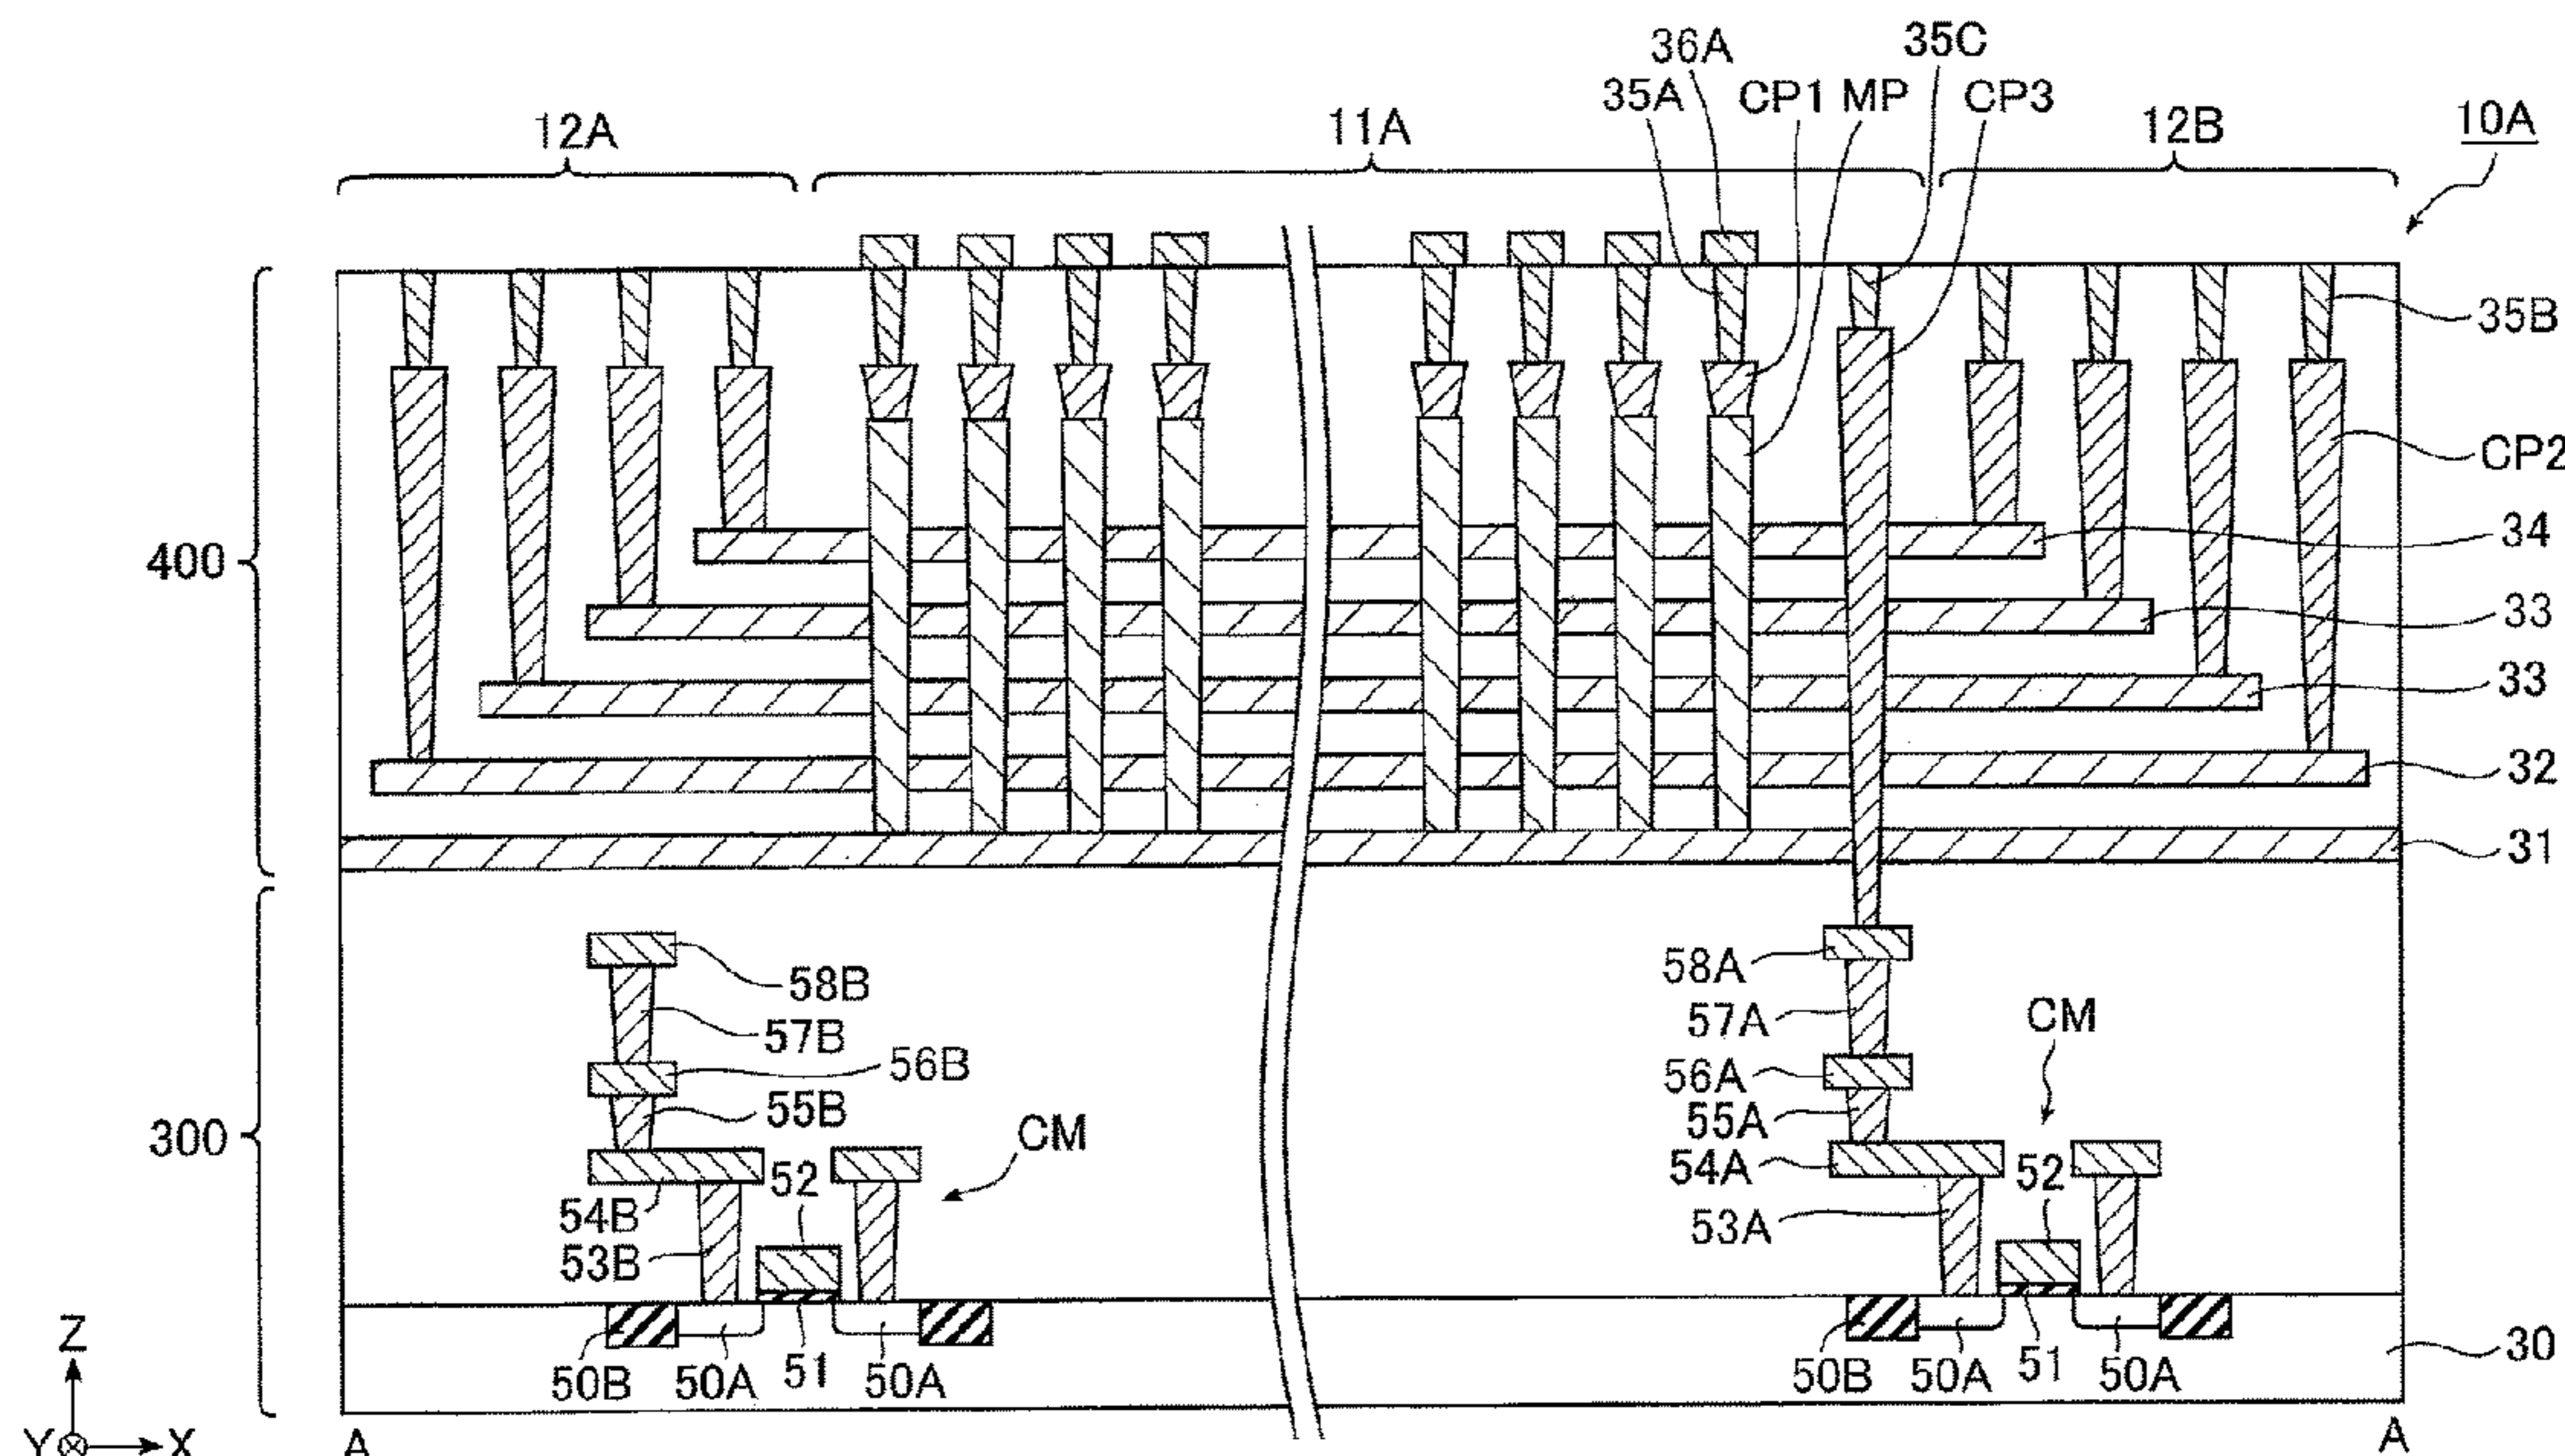 36A
35C
35A CP1 MP CP3
12A 11A 12B 10A
35B
CP2
400
34
33
33
32
31
58B
58A
57B
57A
CM
56B
56A
55B
55A
300
CM
54A
52
52
54B
53A
53B
Z
30
50B 50A 51 50A
50B 50A 51 50A
Y X
A A